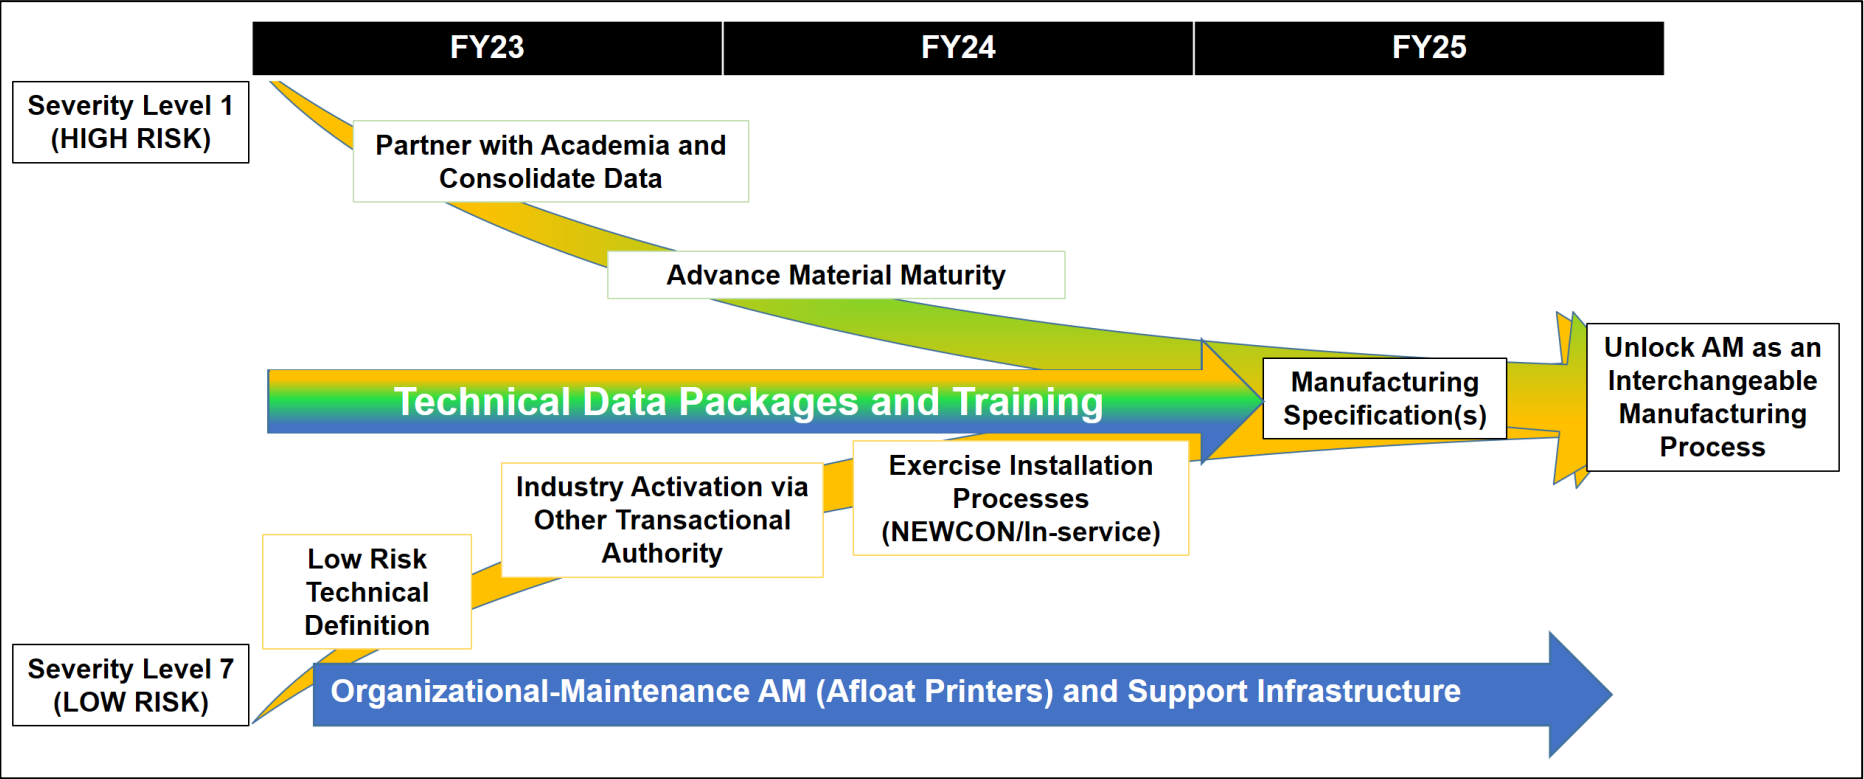 FY23 FY24 FY25
Severity Level 1
(HIGH RISK)
Partner with Academia and
Consolidate Data
Advance Material Maturity
Technical Data Packages and Training
Manufacturing
Specification(s)
Unlock AM as an
Interchangeable
Manufacturing
Process
Exercise Installation
Processes
(NEWCON/In-service)
Industry Activation via
Other Transactional
Authority
Low Risk
Technical
Definition
Severity Level 7
(LOW RISK)
Organizational-Maintenance AM (Afloat Printers) and Support Infrastructure